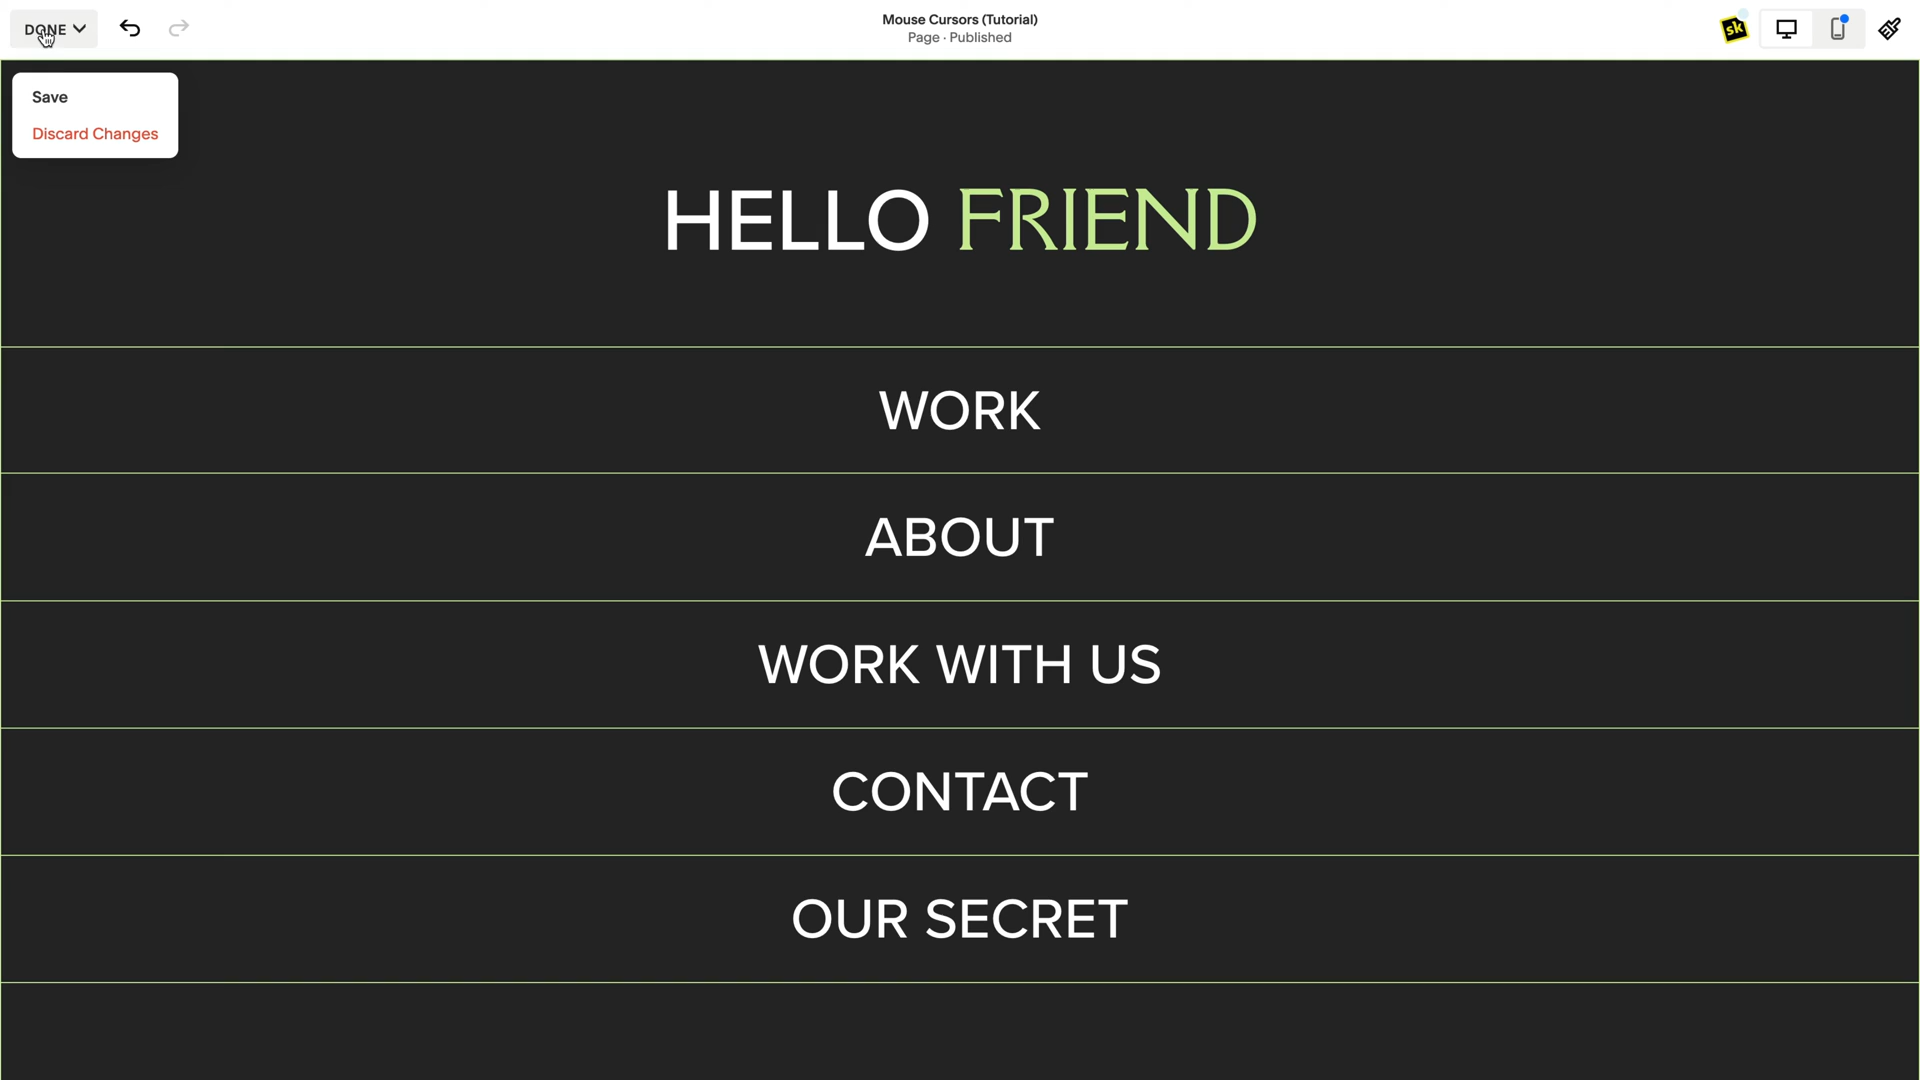 DONE
Mouse Cursors (Tutorial)
Page · Published
sk
Save
Discard Changes
HELLO FRIEND
WORK
ABOUT
WORK WITH US
CONTACT
OUR SECRET